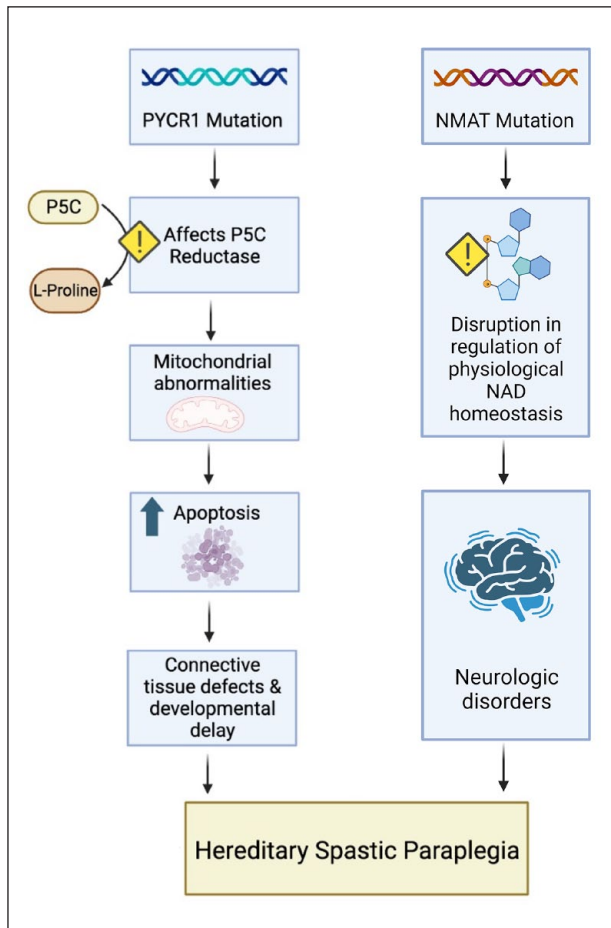 PYCR1 Mutation
P5C
!
Affects P5C
Reductase
L-Proline
Mitochondrial
abnormalities
Apoptosis
Connective
tissue defects &
developmental
delay
NMAT Mutation
!
Disruption in
regulation of
physiological
NAD
homeostasis
Neurologic
disorders
Hereditary Spastic Paraplegia